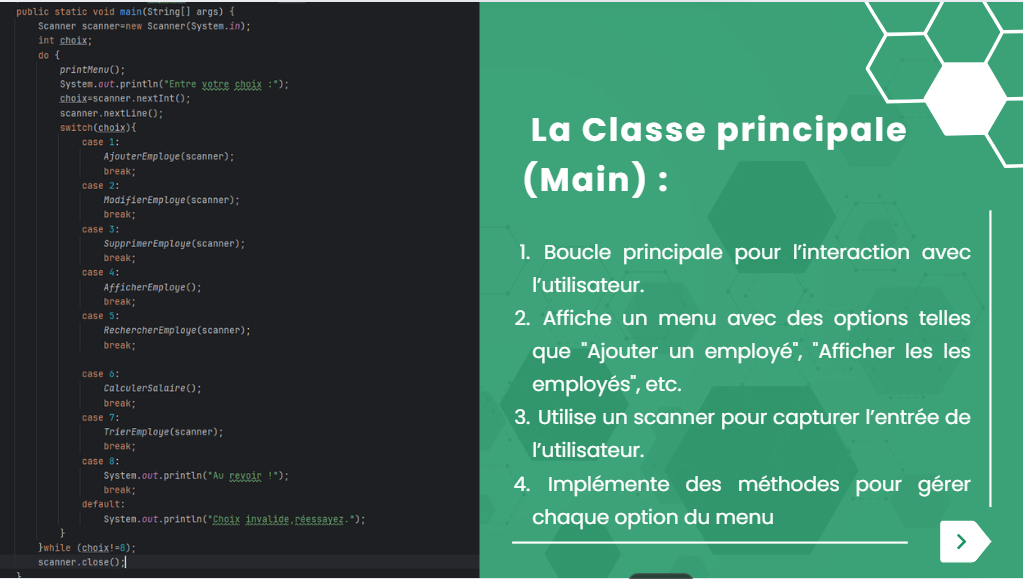 public static void main(String[] args) {
Scanner scanner=new Scanner(System.in);
int choix;
do {
printMenu();
System.out.println("Entre votre choix :");
choix=scanner.nextInt();
scanner.nextLine();
switch(choix){
case 1:
AjouterEmploye(scanner);
break;
case 2:
ModifierEmploye(scanner);
break;
case 3:
SupprimerEmploye(scanner);
break;
case 4:
AfficherEmploye();
break;
case 5:
RechercherEmploye(scanner);
break;
case 6:
CalculerSalaire();
break;
case 7:
TrierEmploye(scanner);
break;
case 8:
System.out.println("Au revoir !");
break;
default:
System.out.println("Choix invalide,réessayez.");
}
}while (choix!=8);
scanner.close();
}
La Classe principale
(Main) :
1. Boucle principale pour l’interaction avec
l’utilisateur.
2. Affiche un menu avec des options telles
que "Ajouter un employé", "Afficher les les
employés", etc.
3. Utilise un scanner pour capturer l’entrée de
l’utilisateur.
4. Implémente des méthodes pour gérer
chaque option du menu